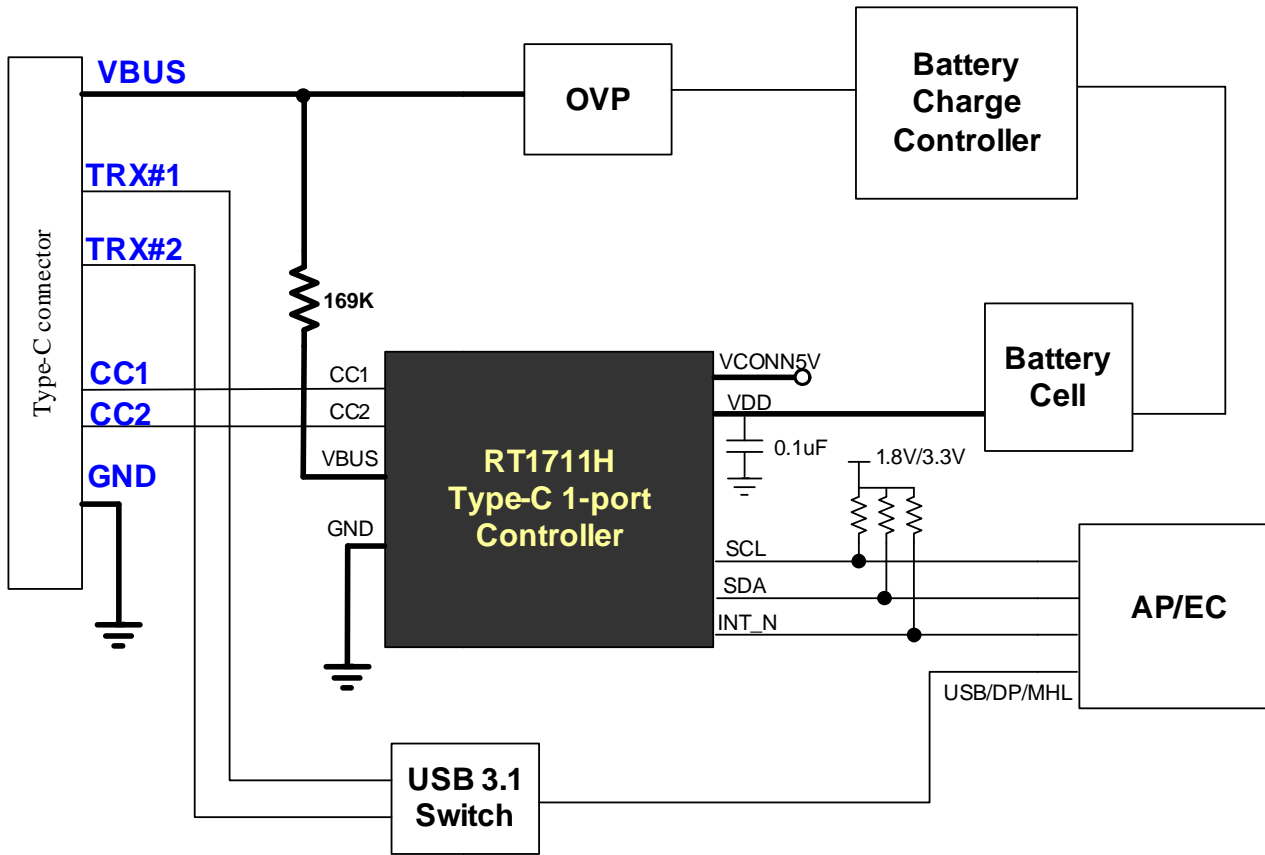 VBUS
OVP
Battery
Charge
Controller
TRX#1
TRX#2
Type-C connector
169K
CC1
CC2
GND
CC1
CC2
VBUS
GND
RT1711H
Type-C 1-port
Controller
VCONN5V
VDD
0.1uF
Battery
Cell
1.8V/3.3V
SCL
SDA
INT_N
AP/EC
USB/DP/MHL
USB 3.1
Switch